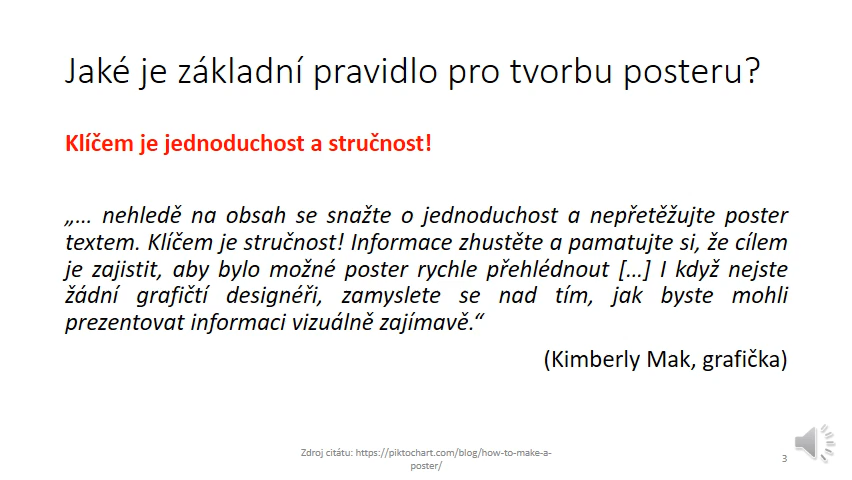 Jaké je základní pravidlo pro tvorbu posteru?
Klíčem je jednoduchost a stručnost!
„… nehledě na obsah se snažte o jednoduchost a nepřetěžujte poster
textem. Klíčem je stručnost! Informace zhustěte a pamatujte si, že cílem
je zajistit, aby bylo možné poster rychle přehlédnout […] I když nejste
žádní grafičtí designéři, zamyslete se nad tím, jak byste mohli
prezentovat informaci vizuálně zajímavě.“
(Kimberly Mak, grafička)
Zdroj citátu: https://piktochart.com/blog/how-to-make-a-
poster/
3